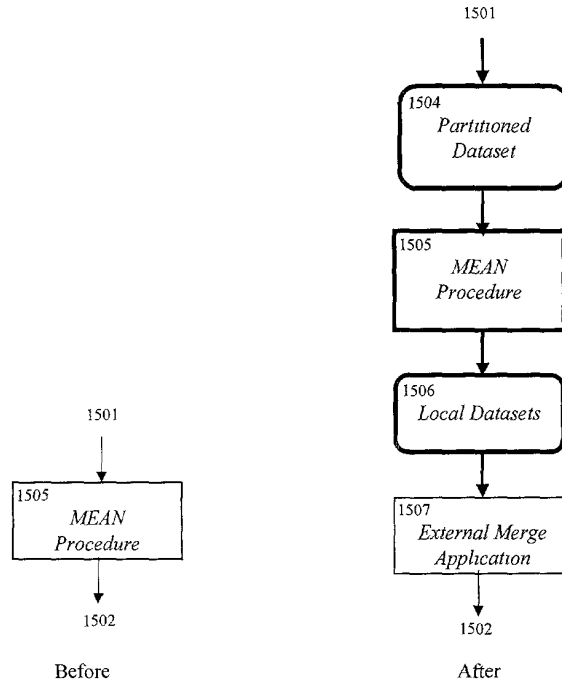 1501
1505
MEAN
Procedure
1502
Before
1501
1504
Partitioned
Dataset
1505
MEAN
Procedure
1506
Local Datasets
1507
External Merge
Application
1502
After